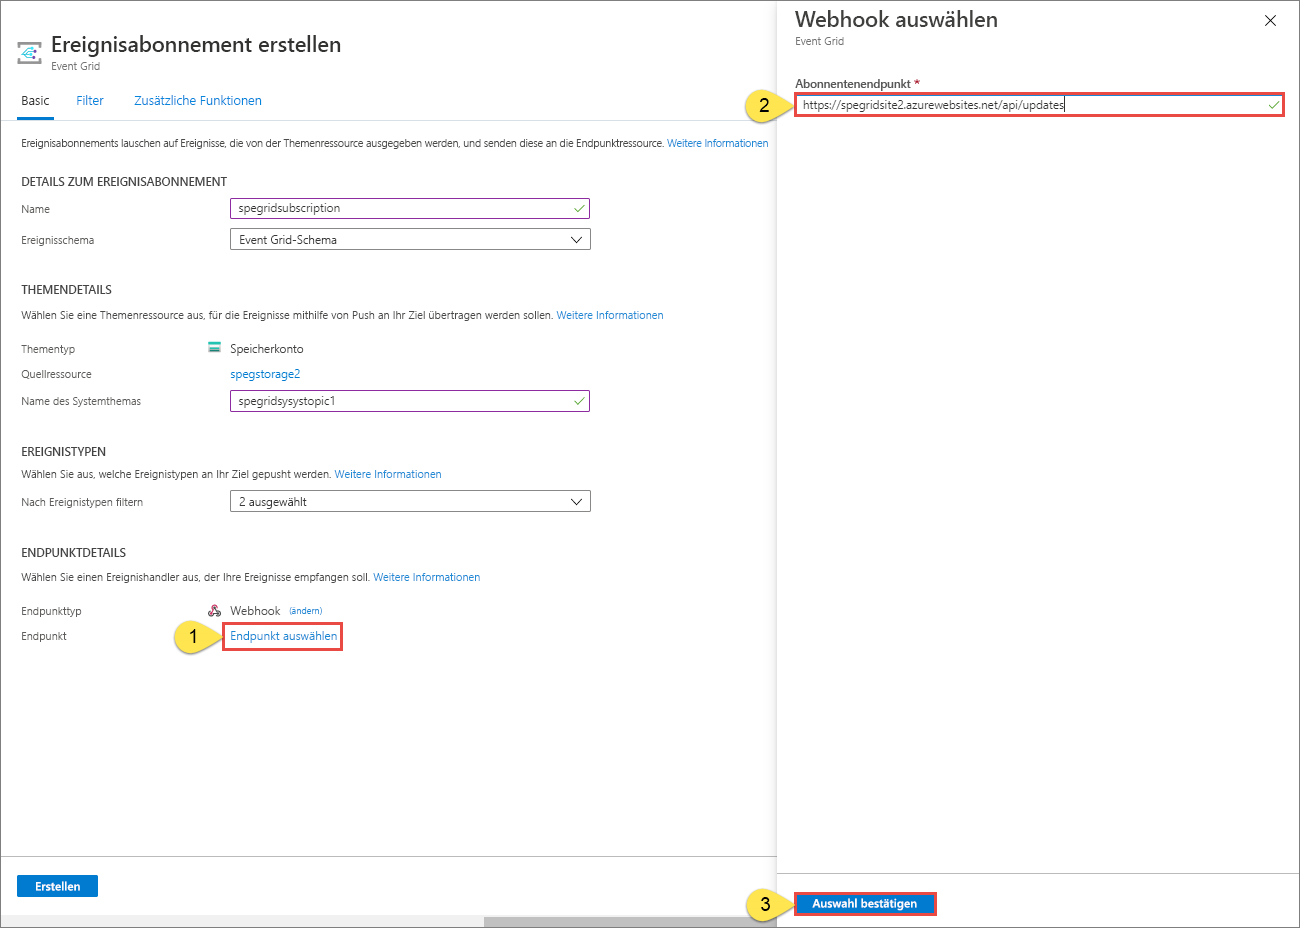 Ereignisabonnement erstellen
Event Grid
Basic
Filter
Zusätzliche Funktionen
Ereignisabonnements lauschen auf Ereignisse, die von der Themenressource ausgegeben werden, und senden diese an die Endpunktressource. Weitere Informationen
DETAILS ZUM EREIGNISABONNEMENT
Name
spegridsubscription
Ereignisschema
Event Grid-Schema
THEMENDETAILS
Wählen Sie eine Themenressource aus, für die Ereignisse mithilfe von Push an Ihr Ziel übertragen werden sollen. Weitere Informationen
Thementyp
Speicherkonto
Quellressource
spegstorage2
Name des Systemthemas
spegridsysystopic1
EREIGNISTYPEN
Wählen Sie aus, welche Ereignistypen an Ihr Ziel gepusht werden. Weitere Informationen
Nach Ereignistypen filtern
2 ausgewählt
ENDPUNKTDETAILS
Wählen Sie einen Ereignishandler aus, der Ihre Ereignisse empfangen soll. Weitere Informationen
Endpunkttyp
Webhook (ändern)
Endpunkt
1
Endpunkt auswählen
Erstellen
Webhook auswählen
Event Grid
Abonnentenendpunkt *
2
https://spegridsite2.azurewebsites.net/api/updates
3
Auswahl bestätigen